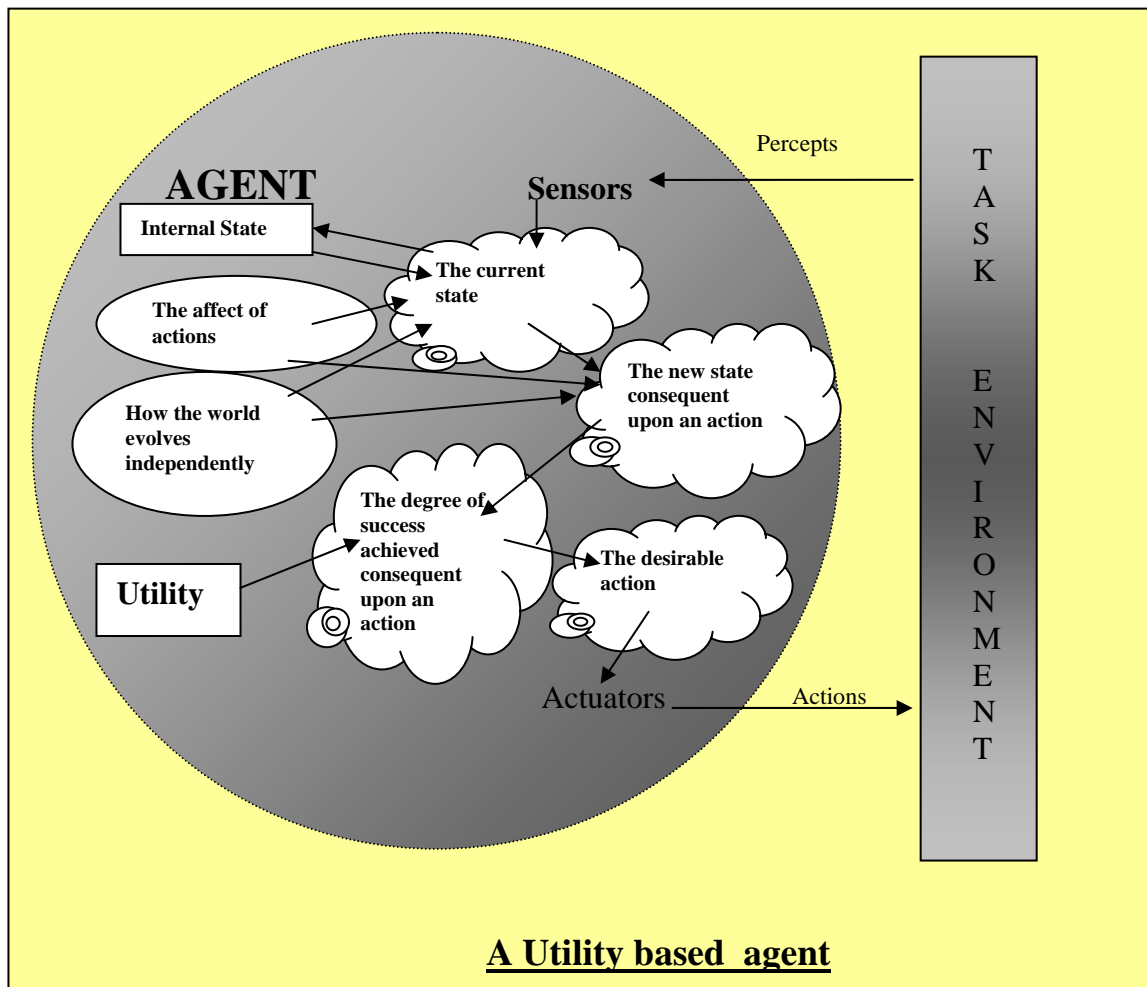 Percepts
AGENT
Sensors
Internal State
The current
state
The affect of
actions
The new state
consequent
upon an action
How the world
evolves
independently
The degree of
success
achieved
consequent
upon an
action
The desirable
action
Utility
Actuators
Actions
TASK ENVIRONMENT
A Utility based agent